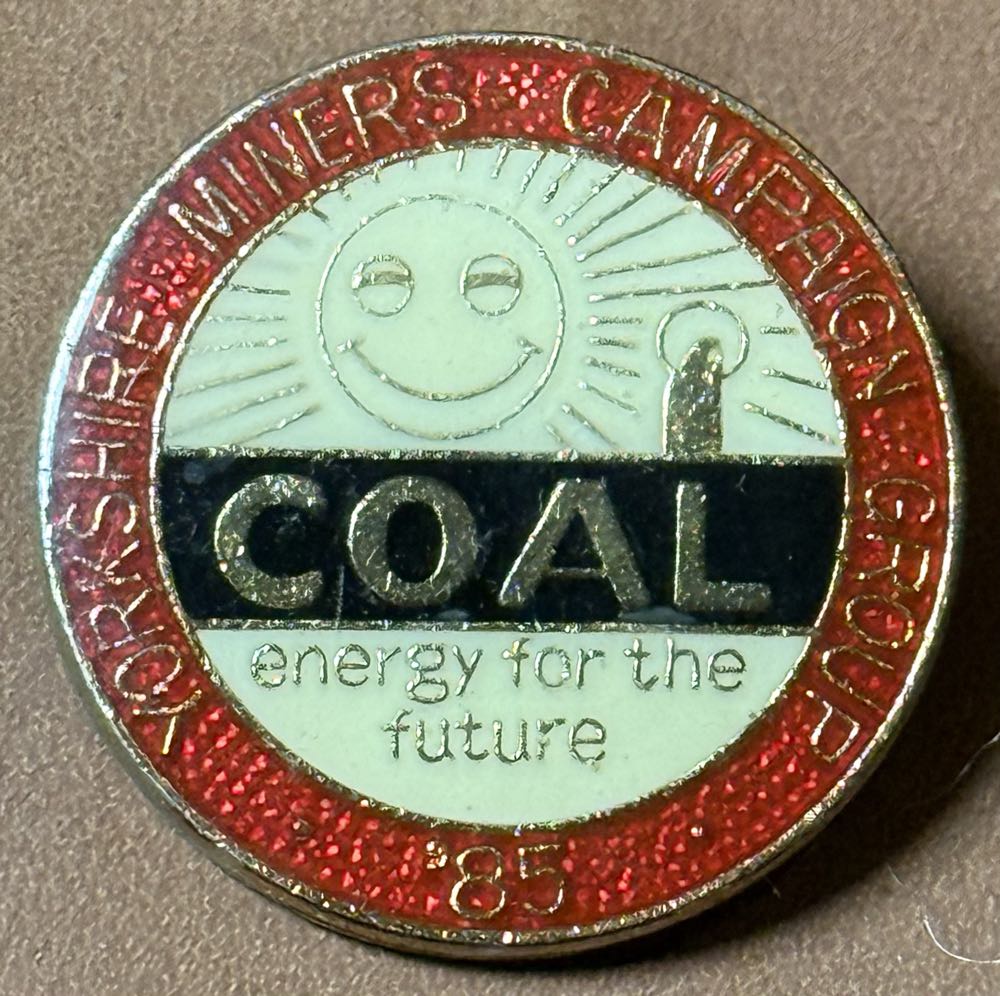 YORKSHIRE MINERS CAMPAIGN GROUP
COAL
energy for the
future
'85